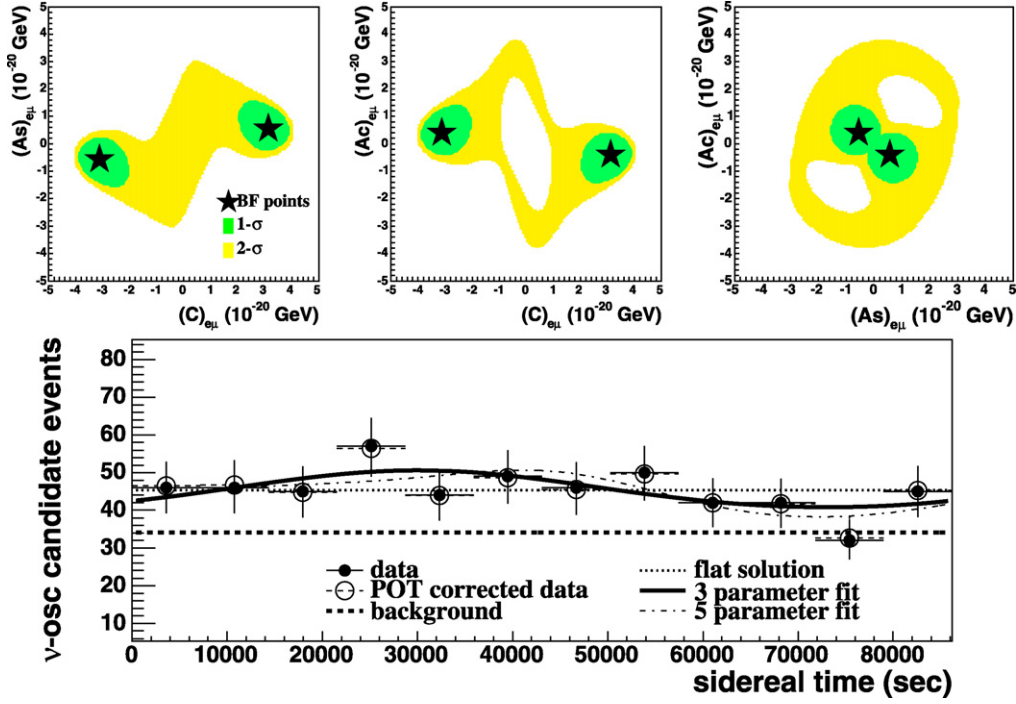 (As)eμ (10⁻²⁰ GeV)
5
4
3
2
1
0
-1
-2
-3
-4
-5
BF points
1-σ
2-σ
-5 -4 -3 -2 -1 0 1 2 3 4 5
(C)eμ (10⁻²⁰ GeV)
(Ac)eμ (10⁻²⁰ GeV)
5
4
3
2
1
0
-1
-2
-3
-4
-5
-5 -4 -3 -2 -1 0 1 2 3 4 5
(C)eμ (10⁻²⁰ GeV)
(Ac)eμ (10⁻²⁰ GeV)
5
4
3
2
1
0
-1
-2
-3
-4
-5
-5 -4 -3 -2 -1 0 1 2 3 4 5
(As)eμ (10⁻²⁰ GeV)
ν-osc candidate events
80
70
60
50
40
30
20
10
data
POT corrected data
background
flat solution
3 parameter fit
5 parameter fit
0 10000 20000 30000 40000 50000 60000 70000 80000
sidereal time (sec)